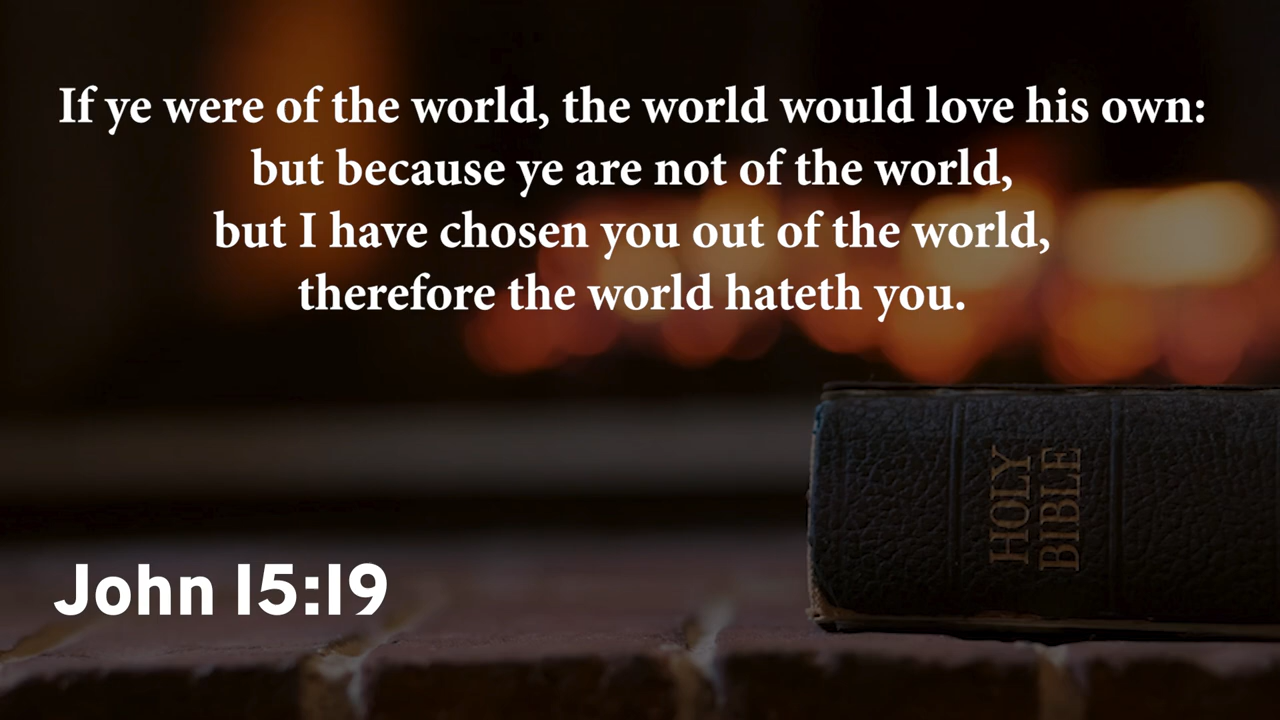 If ye were of the world, the world would love his own:
but because ye are not of the world,
but I have chosen you out of the world,
therefore the world hateth you.
HOLY
BIBLE
John 15:19